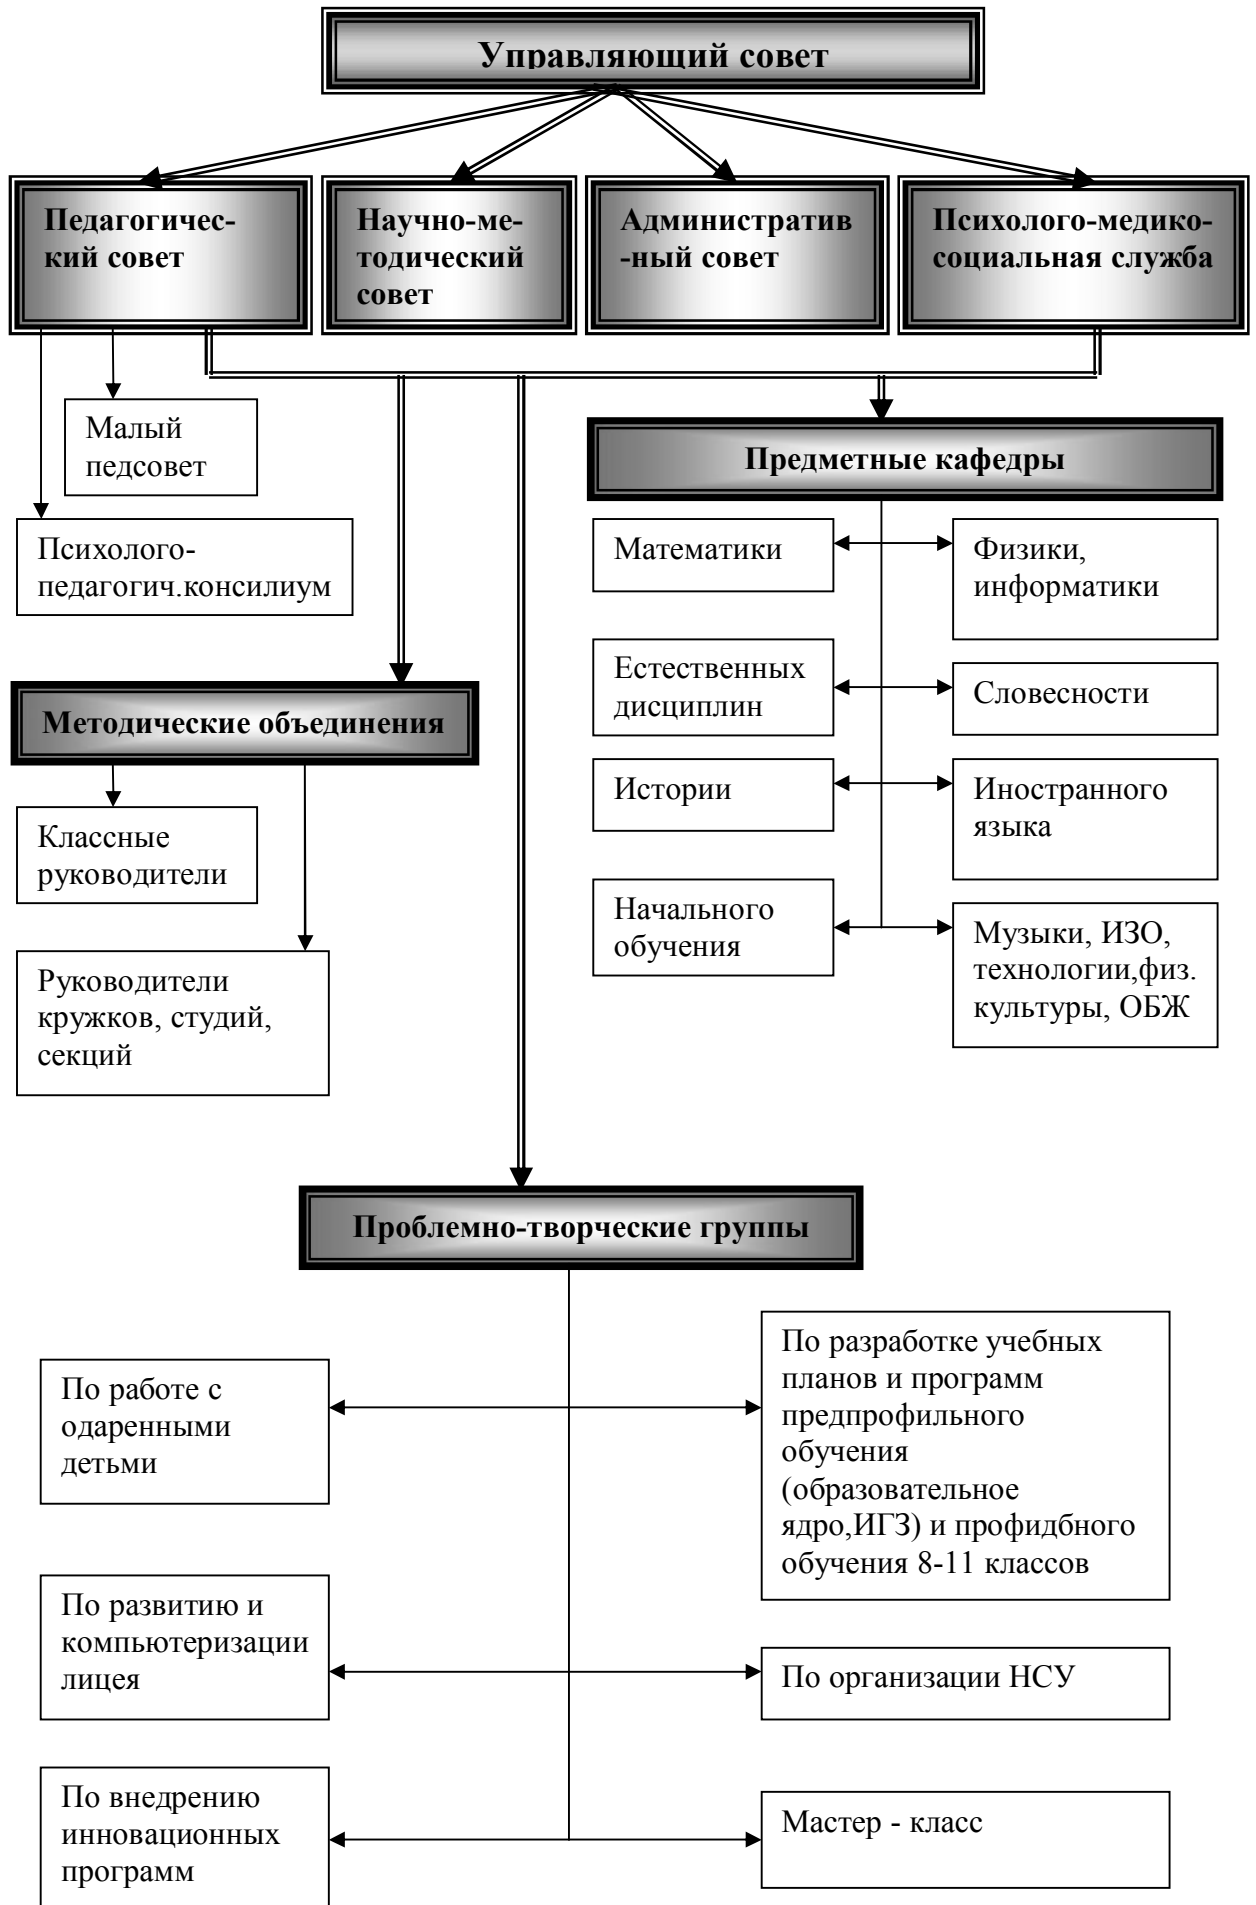 Управляющий совет
Педагогичес-
кий совет
Научно-ме-
тодический
совет
Административ
-ный совет
Психолого-медико-
социальная служба
Малый
педсовет
Психолого-
педагогич.консилиум
Предметные кафедры
Математики
Физики,
информатики
Естественных
дисциплин
Словесности
Методические объединения
Истории
Иностранного
языка
Классные
руководители
Начального
обучения
Музыки, ИЗО,
технологии,физ.
культуры, ОБЖ
Руководители
кружков, студий,
секций
Проблемно-творческие группы
По работе с
одаренными
детьми
По разработке учебных
планов и программ
предпрофильного
обучения
(образовательное
ядро,ИГЗ) и профидбного
обучения 8-11 классов
По развитию и
компьютеризации
лицея
По организации НСУ
По внедрению
инновационных
программ
Мастер - класс